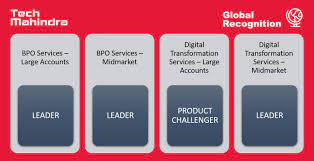 Tech
Mahindra
Global
Recognition
BPO Services –
Large Accounts
LEADER
BPO Services –
Midmarket
LEADER
Digital
Transformation
Services – Large
Accounts
PRODUCT
CHALLENGER
Digital
Transformation
Services –
Midmarket
LEADER